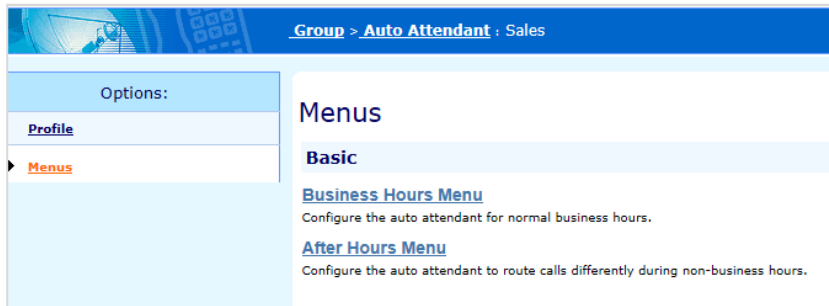 Group > Auto Attendant : Sales
Options:
Profile
Menus
Menus
Basic
Business Hours Menu
Configure the auto attendant for normal business hours.
After Hours Menu
Configure the auto attendant to route calls differently during non-business hours.